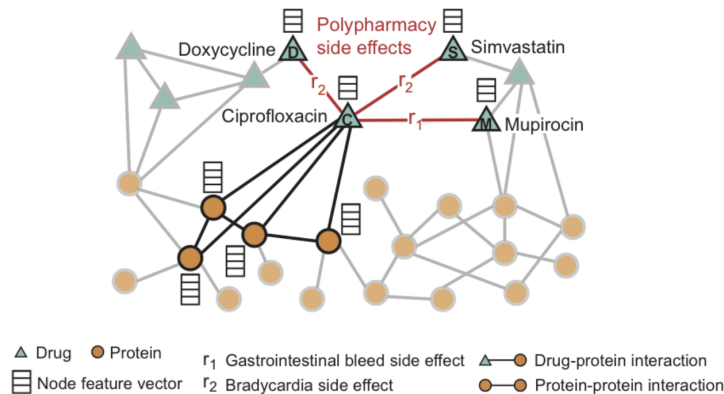 Polypharmacy
side effects
Doxycycline
D
S
Simvastatin
r2
r2
Ciprofloxacin
C
r1
M
Mupirocin
Drug
Protein
r1 Gastrointestinal bleed side effect
Drug-protein interaction
Node feature vector
r2 Bradycardia side effect
Protein-protein interaction